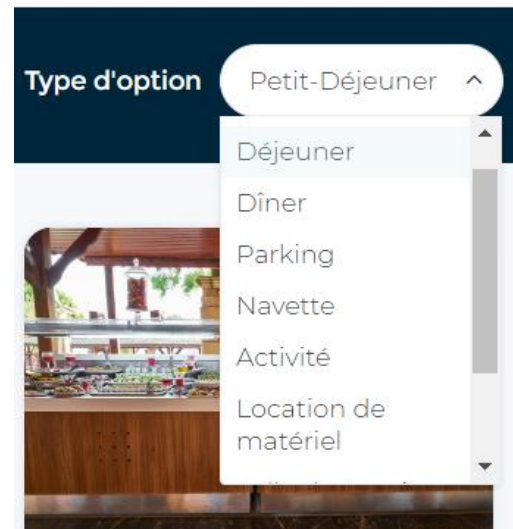 Type d'option
Petit-Déjeuner
Déjeuner
Dîner
Parking
Navette
Activité
Location de
matériel